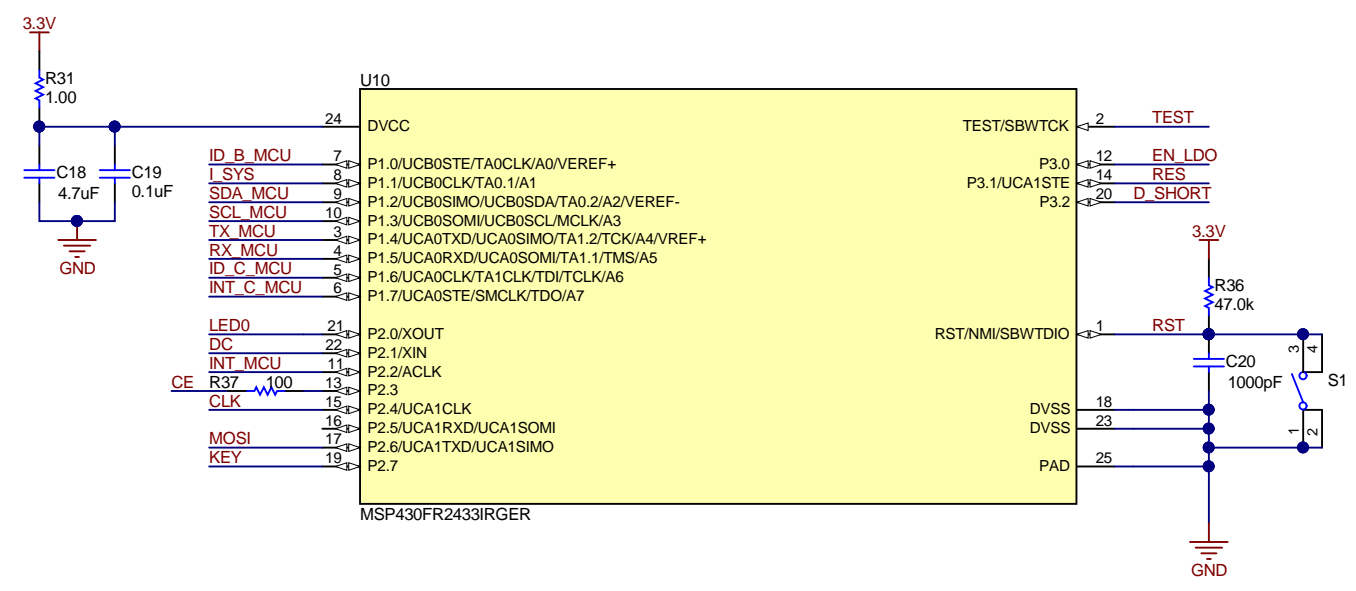 3.3V
R31
1.00
C18
4.7uF
C19
0.1uF
GND
U10
24 DVCC
ID_B_MCU 7 P1.0/UCB0STE/TA0CLK/A0/VEREF+
I_SYS 8 P1.1/UCB0CLK/TA0.1/A1
SDA_MCU 9 P1.2/UCB0SIMO/UCB0SDA/TA0.2/A2/VEREF-
SCL_MCU 10 P1.3/UCB0SOMI/UCB0SCL/MCLK/A3
TX_MCU 3 P1.4/UCA0TXD/UCA0SIMO/TA1.2/TCK/A4/VREF+
RX_MCU 4 P1.5/UCA0RXD/UCA0SOMI/TA1.1/TMS/A5
ID_C_MCU 5 P1.6/UCA0CLK/TA1CLK/TDI/TCLK/A6
INT_C_MCU 6 P1.7/UCA0STE/SMCLK/TDO/A7
LED0 21 P2.0/XOUT
DC 22 P2.1/XIN
INT_MCU 11 P2.2/ACLK
CE R37 100 13 P2.3
CLK 15 P2.4/UCA1CLK
16 P2.5/UCA1RXD/UCA1SOMI
MOSI 17 P2.6/UCA1TXD/UCA1SIMO
KEY 19 P2.7
MSP430FR2433IRGER
TEST/SBWTCK 2 TEST
P3.0 12 EN_LDO
P3.1/UCA1STE 14 RES
P3.2 20 D_SHORT
3.3V
R36
47.0k
RST/NMI/SBWTDIO 1 RST
3 4
C20
1000pF
S1
1 2
DVSS 18
DVSS 23
PAD 25
GND